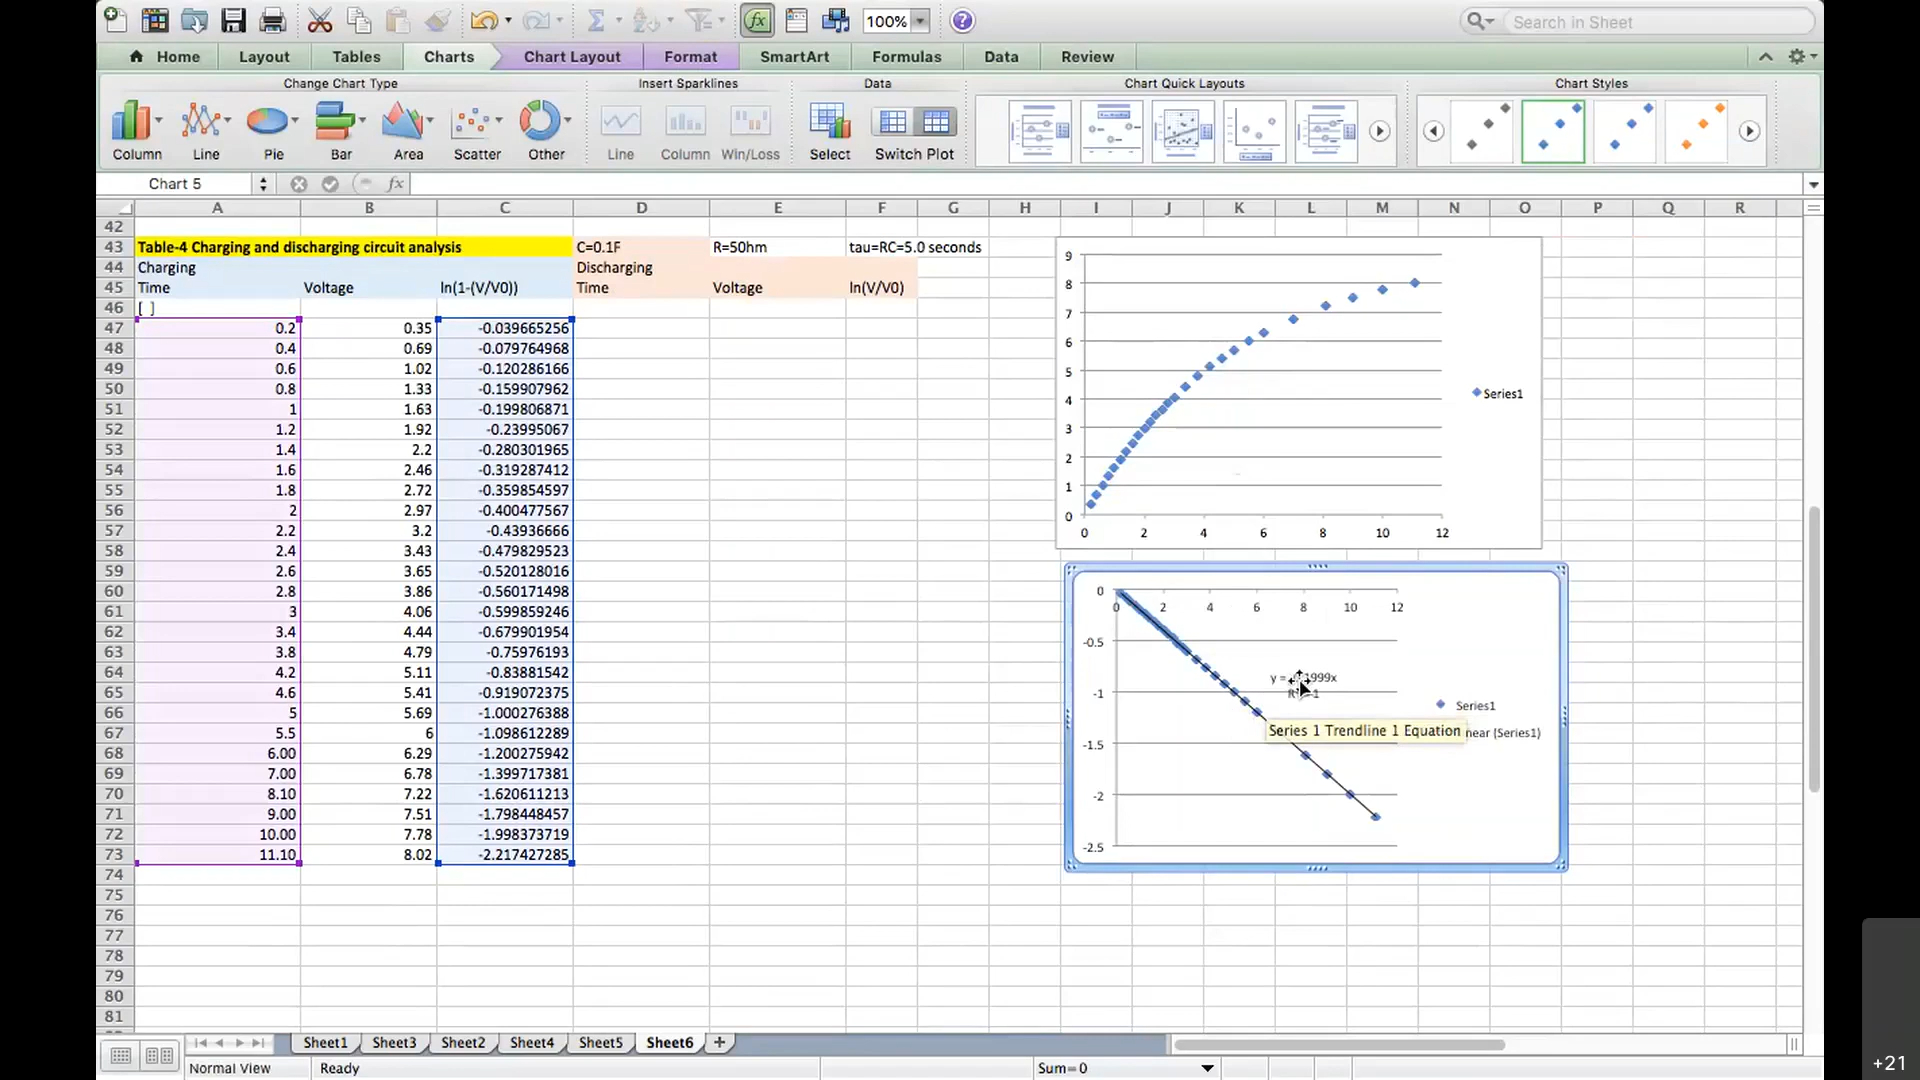 100%
Search in Sheet
Home Layout Tables Charts Chart Layout Format SmartArt Formulas Data Review
Change Chart Type Insert Sparklines Data Chart Quick Layouts Chart Styles
Column Line Pie Bar Area Scatter Other Line Column Win/Loss Select Switch Plot
Chart 5 fx
A B C D E F G H I J K L M N O P Q R
42
43 Table-4 Charging and discharging circuit analysis C=0.1F R=50hm tau=RC=5.0 seconds
44 Charging Discharging
45 Time Voltage ln(1-(V/V0)) Time Voltage ln(V/V0)
46 [ ]
47 0.2 0.35 -0.039665256
48 0.4 0.69 -0.079764968
49 0.6 1.02 -0.120286166
50 0.8 1.33 -0.159907962
51 1 1.63 -0.199806871
52 1.2 1.92 -0.23995067
53 1.4 2.2 -0.280301965
54 1.6 2.46 -0.319287412
55 1.8 2.72 -0.359854597
56 2 2.97 -0.400477567
57 2.2 3.2 -0.43936666
58 2.4 3.43 -0.479829523
59 2.6 3.65 -0.520128016
60 2.8 3.86 -0.560171498
61 3 4.06 -0.599859246
62 3.4 4.44 -0.679901954
63 3.8 4.79 -0.75976193
64 4.2 5.11 -0.83881542
65 4.6 5.41 -0.919072375
66 5 5.69 -1.000276388
67 5.5 6 -1.098612289
68 6.00 6.29 -1.200275942
69 7.00 6.78 -1.399717381
70 8.10 7.22 -1.620611213
71 9.00 7.51 -1.798448457
72 10.00 7.78 -1.998373719
73 11.10 8.02 -2.217427285
74
75
76
77
78
79
80
81
9
8
7
6
5
4
3
2
1
0
0 2 4 6 8 10 12
Series1
0
0 2 4 6 8 10 12
-0.5
-1
-1.5
-2
-2.5
y = 1999x
Series1
Series 1 Trendline 1 Equation
near (Series1)
Sheet1 Sheet3 Sheet2 Sheet4 Sheet5 Sheet6 +
Normal View Ready Sum=0
+21